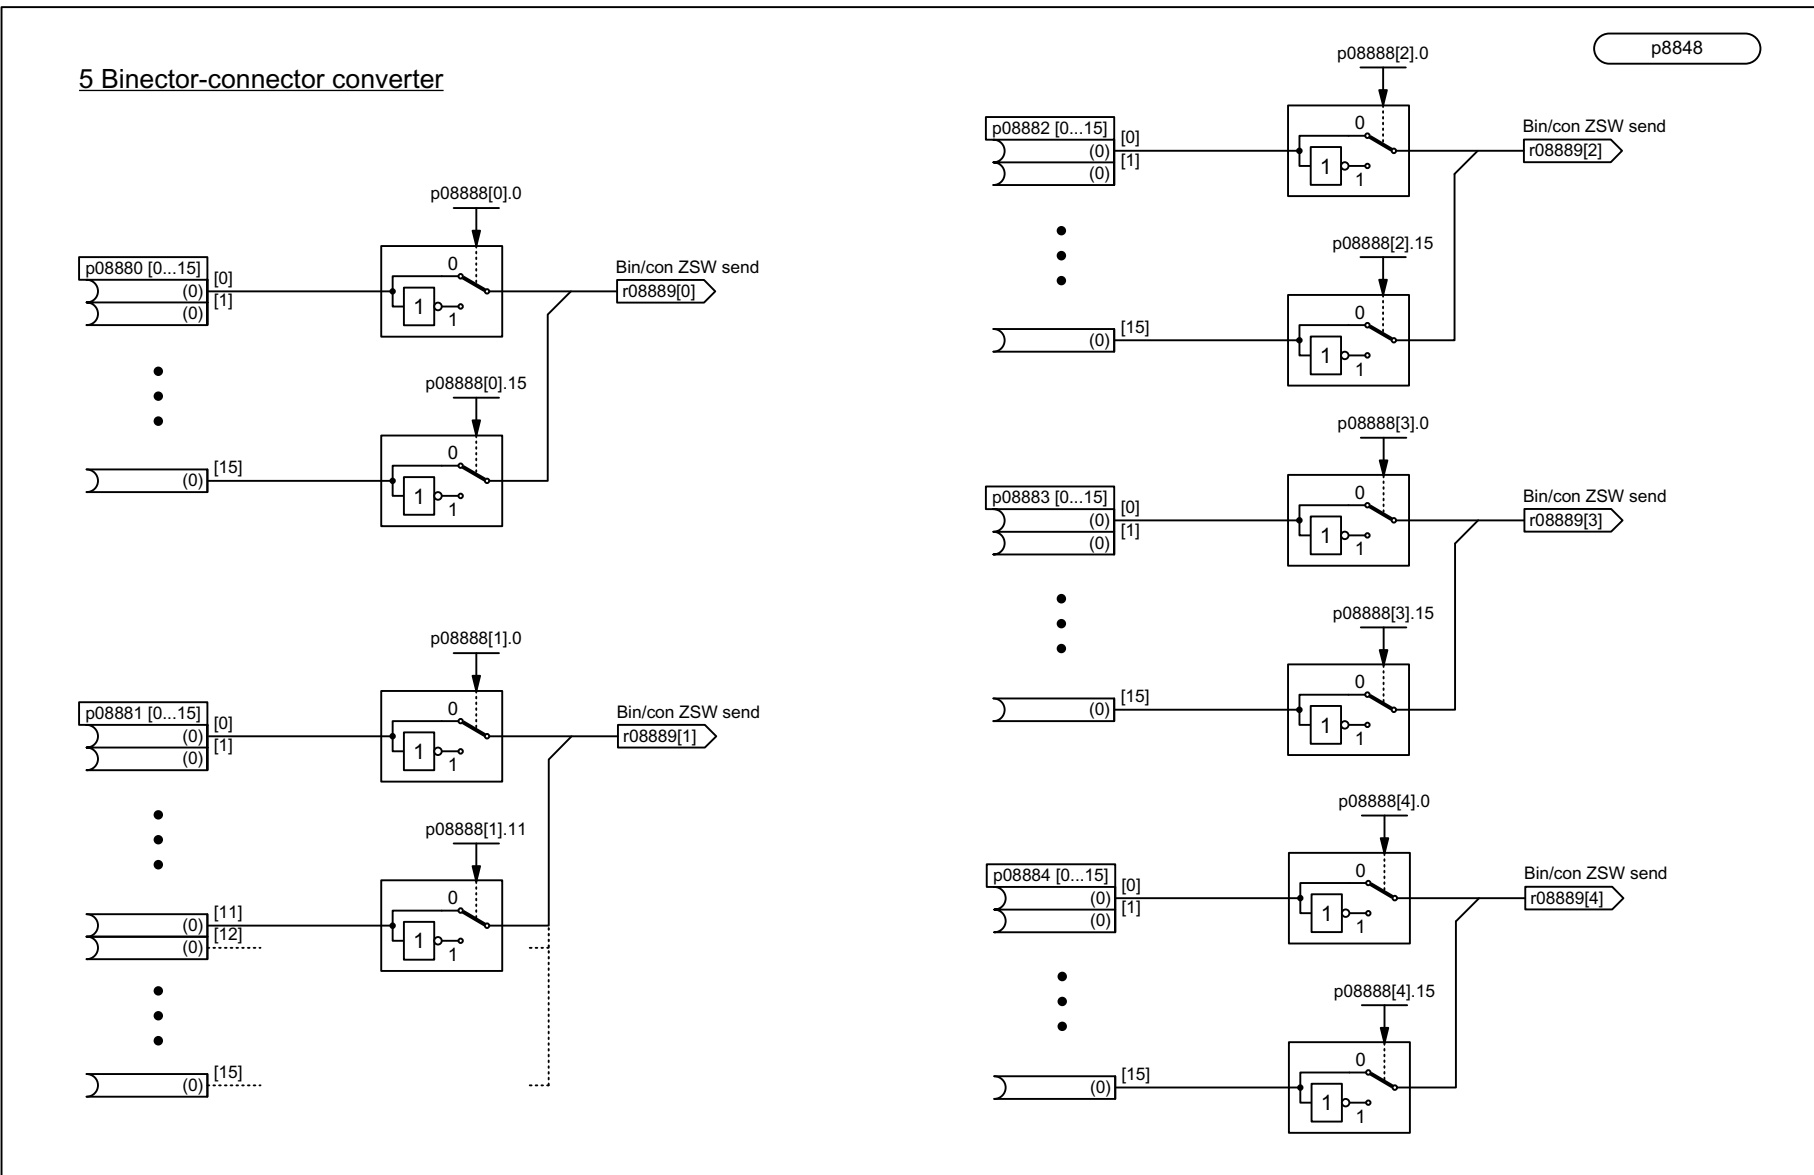 5 Binector-connector converter
p8848
p08888[0].0
p08880 [0...15]
[0]
(0)
[1]
(0)
0
1
1
Bin/con ZSW send
r08889[0]
p08888[0].15
[15]
(0)
0
1
1
p08888[1].0
p08881 [0...15]
[0]
(0)
[1]
(0)
0
1
1
Bin/con ZSW send
r08889[1]
p08888[1].11
[11]
(0)
[12]
(0)
0
1
1
[15]
(0)
p08888[2].0
p08882 [0...15]
[0]
(0)
[1]
(0)
0
1
1
Bin/con ZSW send
r08889[2]
p08888[2].15
[15]
(0)
0
1
1
p08888[3].0
p08883 [0...15]
[0]
(0)
[1]
(0)
0
1
1
Bin/con ZSW send
r08889[3]
p08888[3].15
[15]
(0)
0
1
1
p08888[4].0
p08884 [0...15]
[0]
(0)
[1]
(0)
0
1
1
Bin/con ZSW send
r08889[4]
p08888[4].15
[15]
(0)
0
1
1